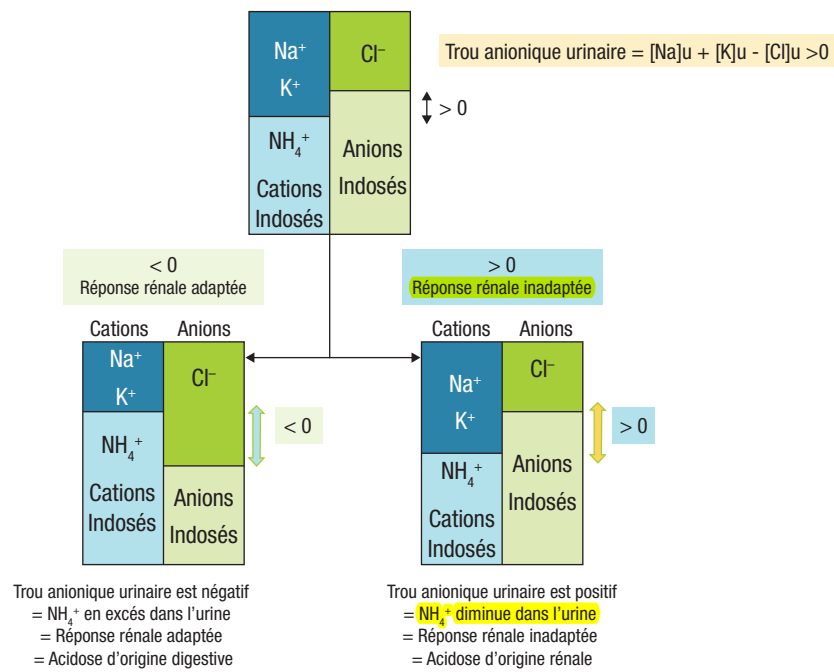 Na⁺
K⁺
Cl⁻
Trou anionique urinaire = [Na]u + [K]u - [Cl]u >0
> 0
NH₄⁺
Cations
Indosés
Anions
Indosés
< 0
Réponse rénale adaptée
> 0
Réponse rénale inadaptée
Cations Anions
Na⁺
K⁺
Cl⁻
NH₄⁺
Cations
Indosés
Anions
Indosés
< 0
Cations Anions
Na⁺
K⁺
Cl⁻
NH₄⁺
Cations
Indosés
Anions
Indosés
> 0
Trou anionique urinaire est négatif
= NH₄⁺ en excés dans l'urine
= Réponse rénale adaptée
= Acidose d'origine digestive
Trou anionique urinaire est positif
= NH₄⁺ diminue dans l'urine
= Réponse rénale inadaptée
= Acidose d'origine rénale